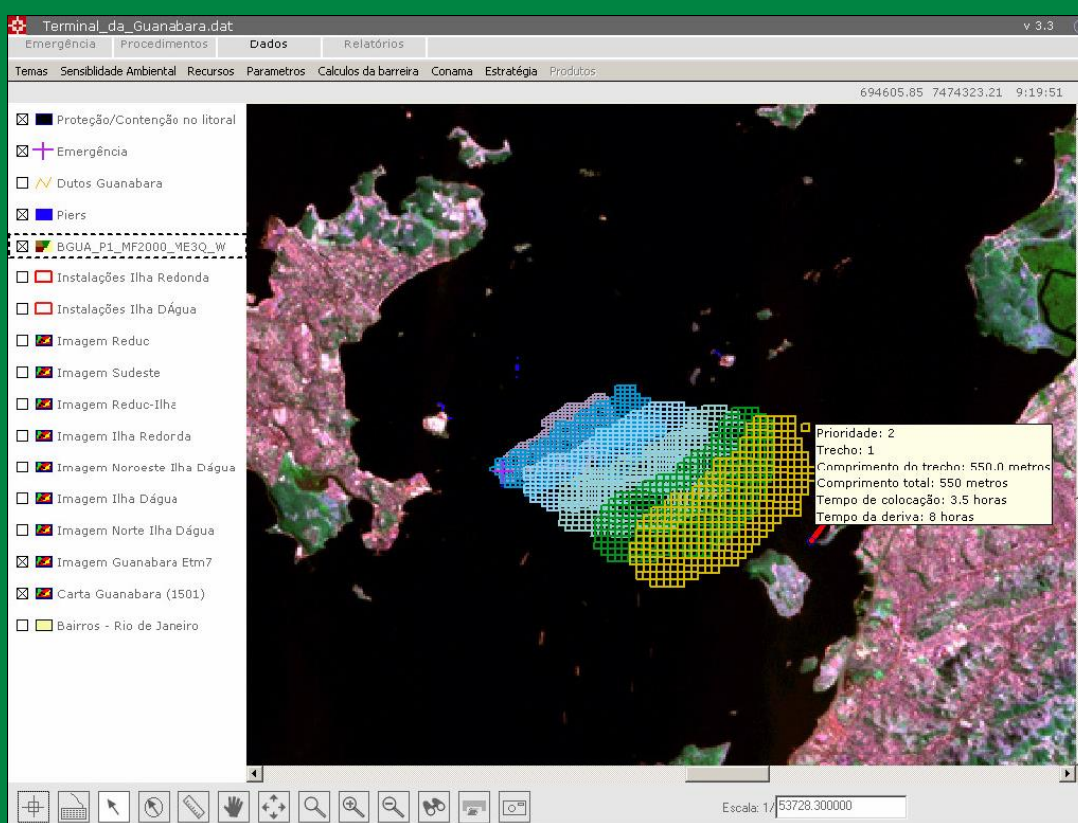 Terminal_da_Guanabara.dat
v 3.3
Emergência Procedimentos Dados Relatórios
Temas Sensiblidade Ambiental Recursos Parametros Calculos da barreira Conama Estratégia Produtos
694605.85 7474323.21 9:19:51
Proteção/Contenção no litoral
Emergência
Dutos Guanabara
Piers
BGUA_P1_MF2000_ME3Q_W
Instalações Ilha Redonda
Instalações Ilha DÁgua
Imagem Reduc
Imagem Sudeste
Imagem Reduc-Ilha
Imagem Ilha Redorda
Imagem Noroeste Ilha Dágua
Imagem Ilha Dágua
Imagem Norte Ilha Dágua
Imagem Guanabara Etm7
Carta Guanabara (1501)
Bairros - Rio de Janeiro
Prioridade: 2
Trecho: 1
Comprimento do trecho: 550.0 metros
Comprimento total: 550 metros
Tempo de colocação: 3.5 horas
Tempo da deriva: 8 horas
Escala: 1/ 53728.300000